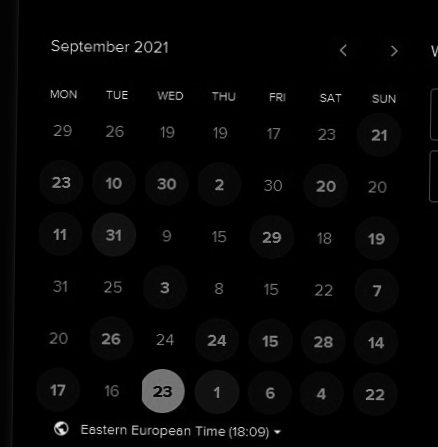 September 2021 < >
MON TUE WED THU FRI SAT SUN
29 26 19 19 17 23 21
23 10 30 2 30 20 20
11 31 9 15 29 18 19
31 25 3 8 15 22 7
20 26 24 24 15 28 14
17 16 23 1 6 4 22
Eastern European Time (18:09)